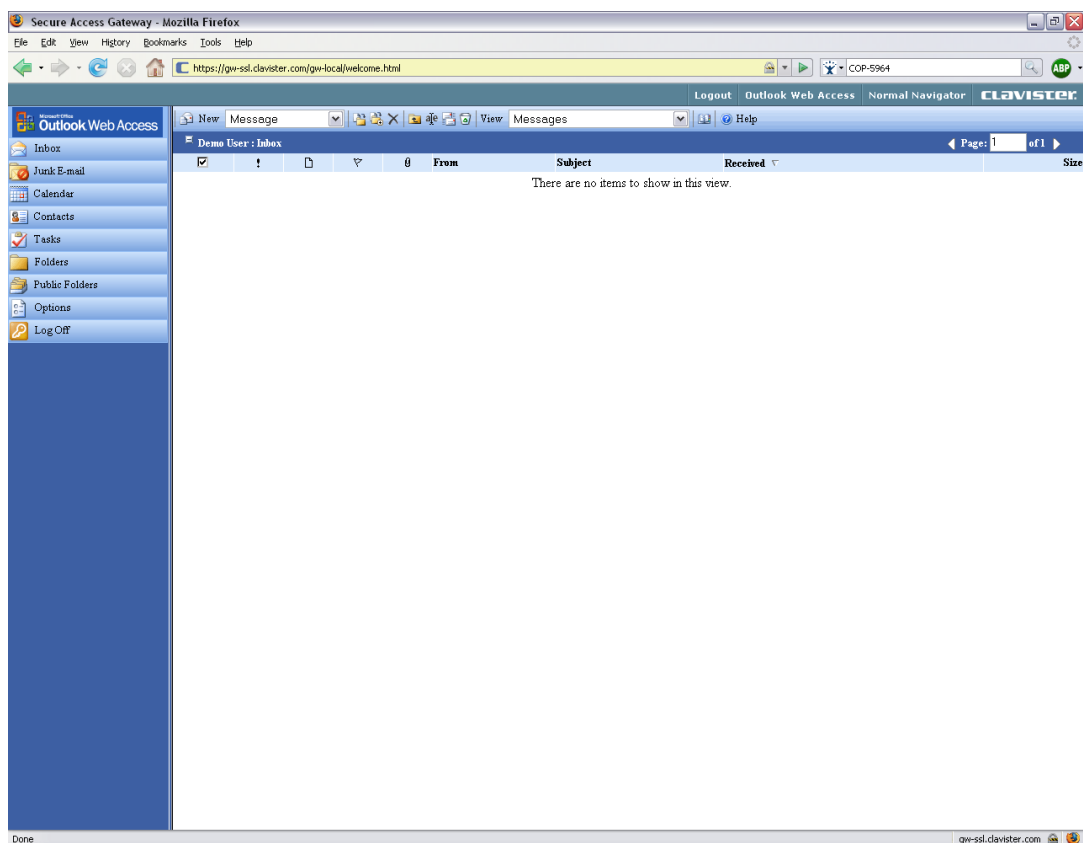 Secure Access Gateway - Mozilla Firefox
File Edit View History Bookmarks Tools Help
https://gw-ssl.clavister.com/gw-local/welcome.html COP-5964 ABP
Logout Outlook Web Access Normal Navigator CLAVISTER.
Microsoft Office
Outlook Web Access
New Message View Messages Help
Inbox
Demo User : Inbox Page: 1 of 1
! From Subject Received Size
Junk E-mail
There are no items to show in this view.
Calendar
Contacts
Tasks
Folders
Public Folders
Options
Log Off
Done gw-ssl.clavister.com